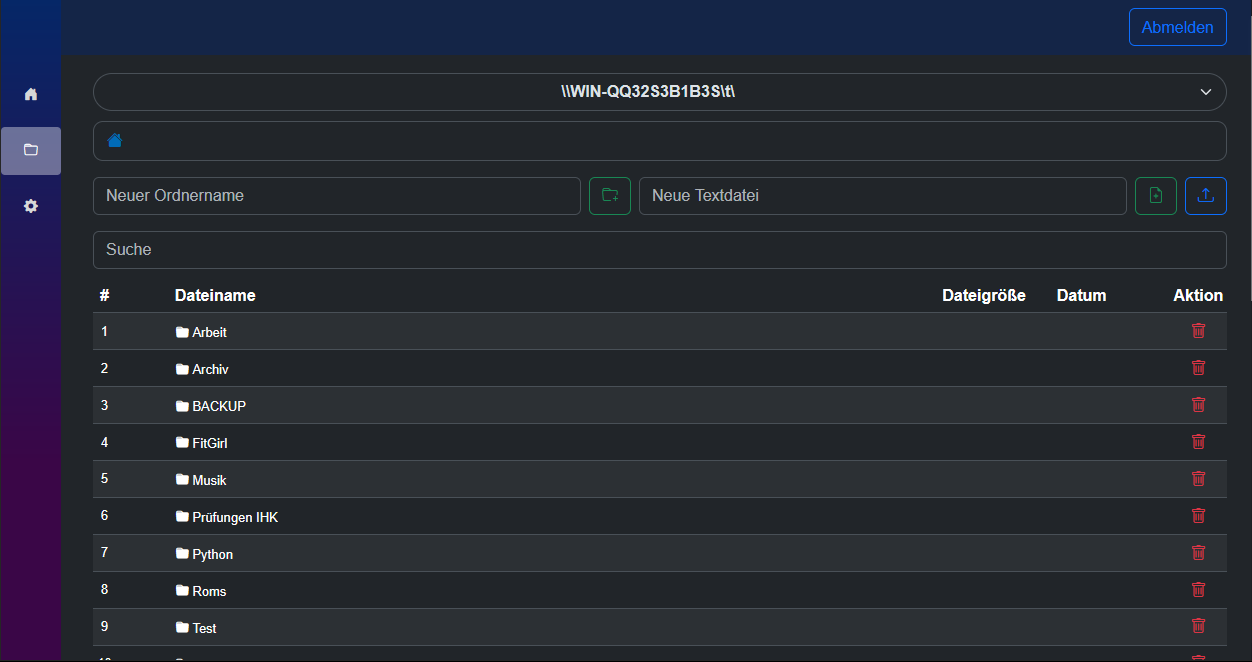 Abmelden
\\WIN-QQ32S3B1B3S\t\
Neuer Ordnername Neue Textdatei
Suche
# Dateiname Dateigröße Datum Aktion
1 Arbeit
2 Archiv
3 BACKUP
4 FitGirl
5 Musik
6 Prüfungen IHK
7 Python
8 Roms
9 Test